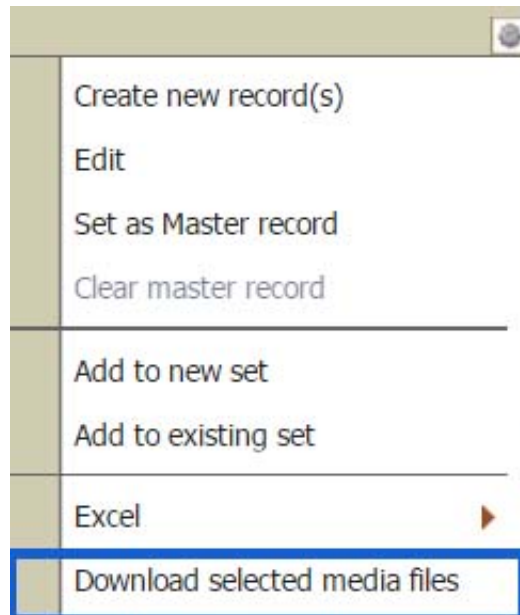 Create new record(s)
Edit
Set as Master record
Clear master record
Add to new set
Add to existing set
Excel
Download selected media files